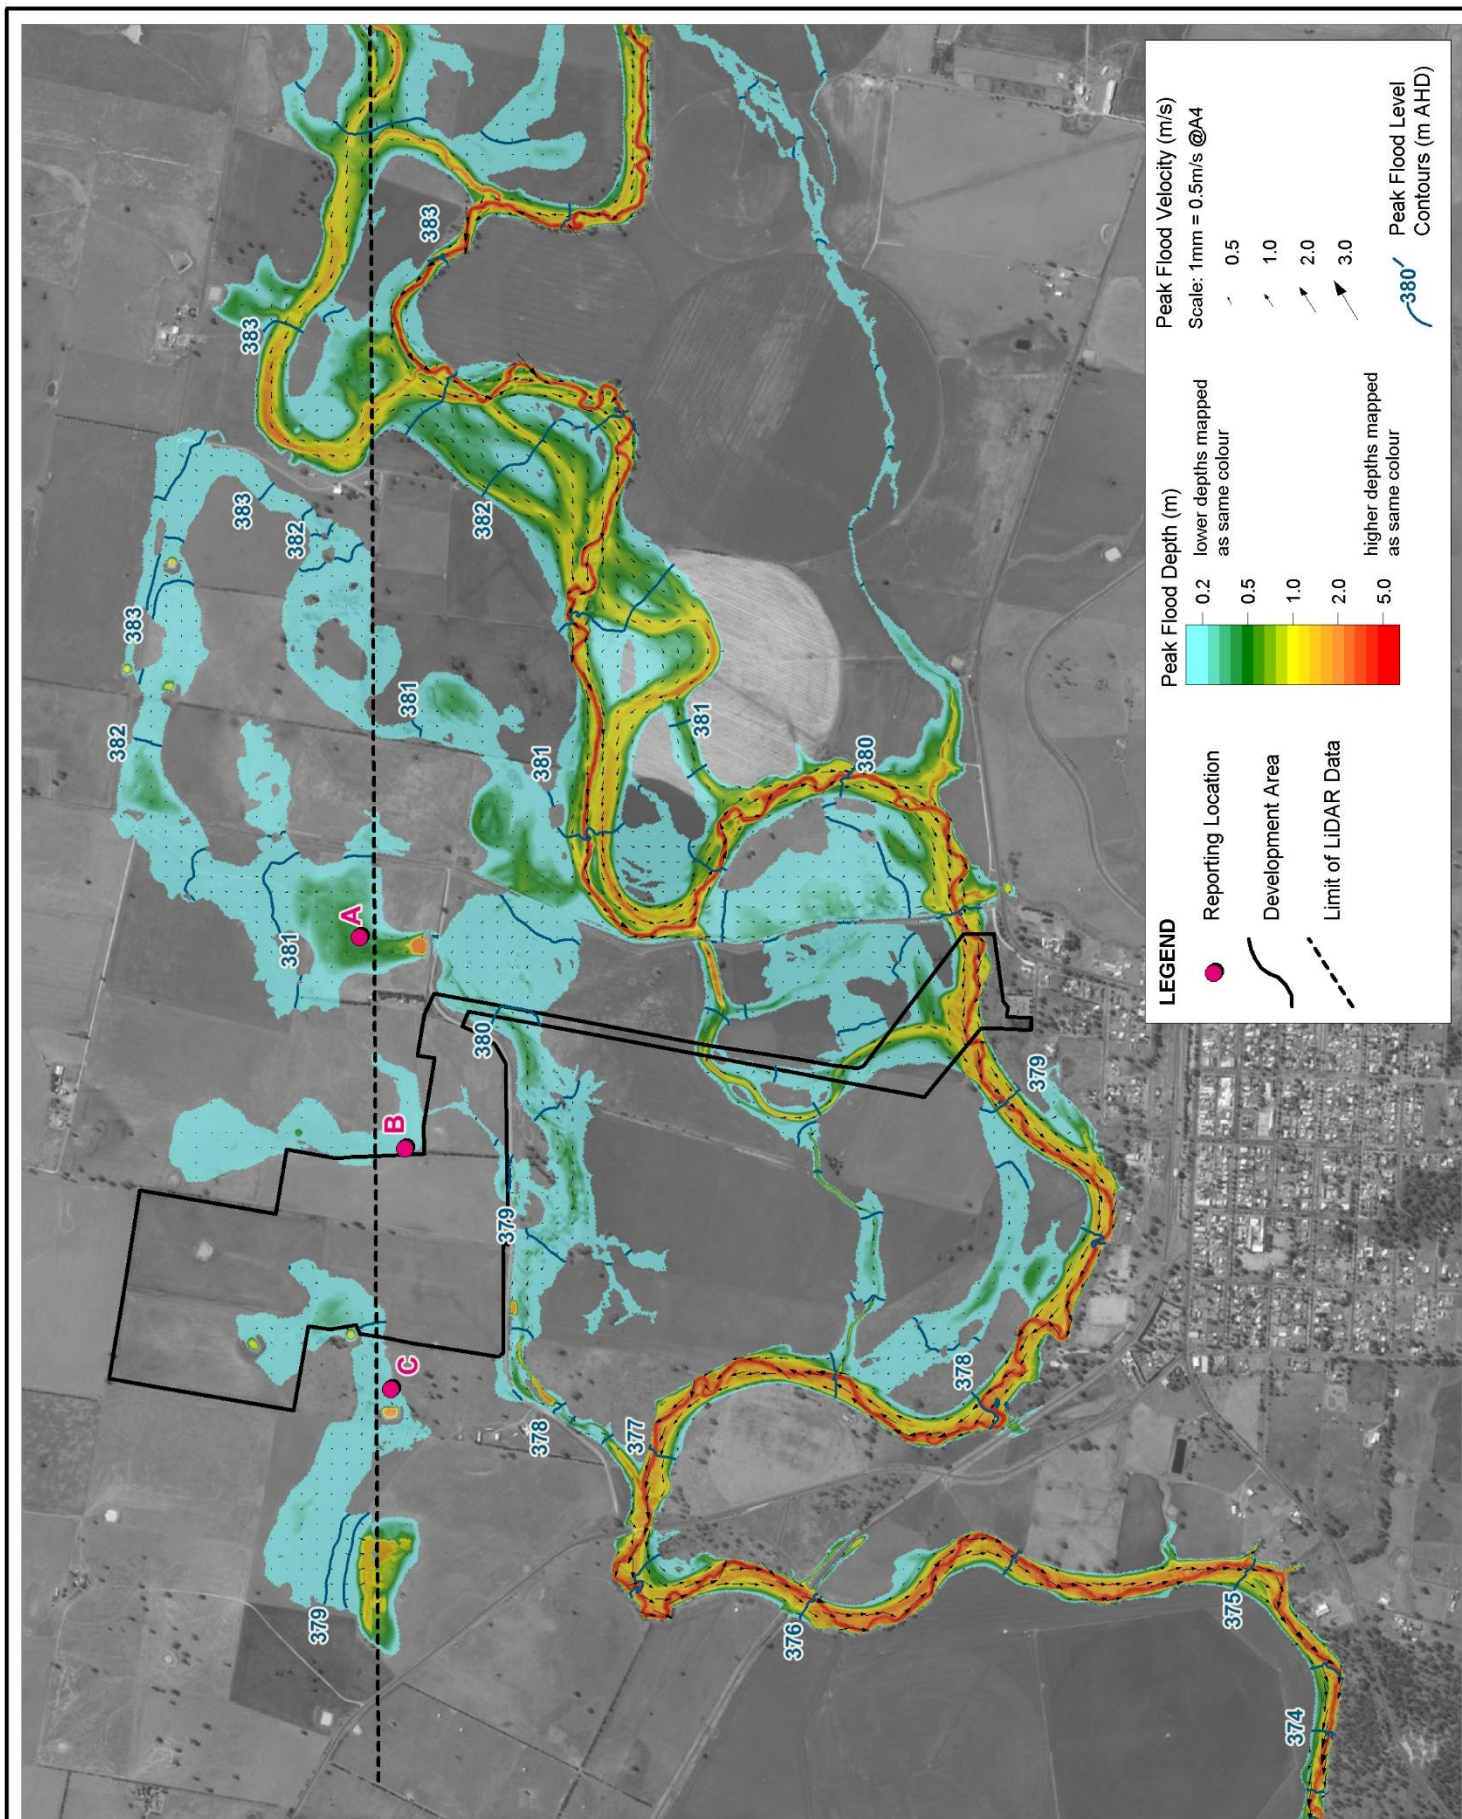 LEGEND
Reporting Location
Development Area
Limit of LiDAR Data
Peak Flood Depth (m)
0.2
0.5
1.0
2.0
5.0
lower depths mapped
as same colour
higher depths mapped
as same colour
Peak Flood Velocity (m/s)
Scale: 1mm = 0.5m/s @A4
0.5
1.0
2.0
3.0
380
Peak Flood Level
Contours (m AHD)
379
C
B
A
381
382
383
383
382
383
383
382
381
381
381
380
380
379
379
378
378
377
376
375
374